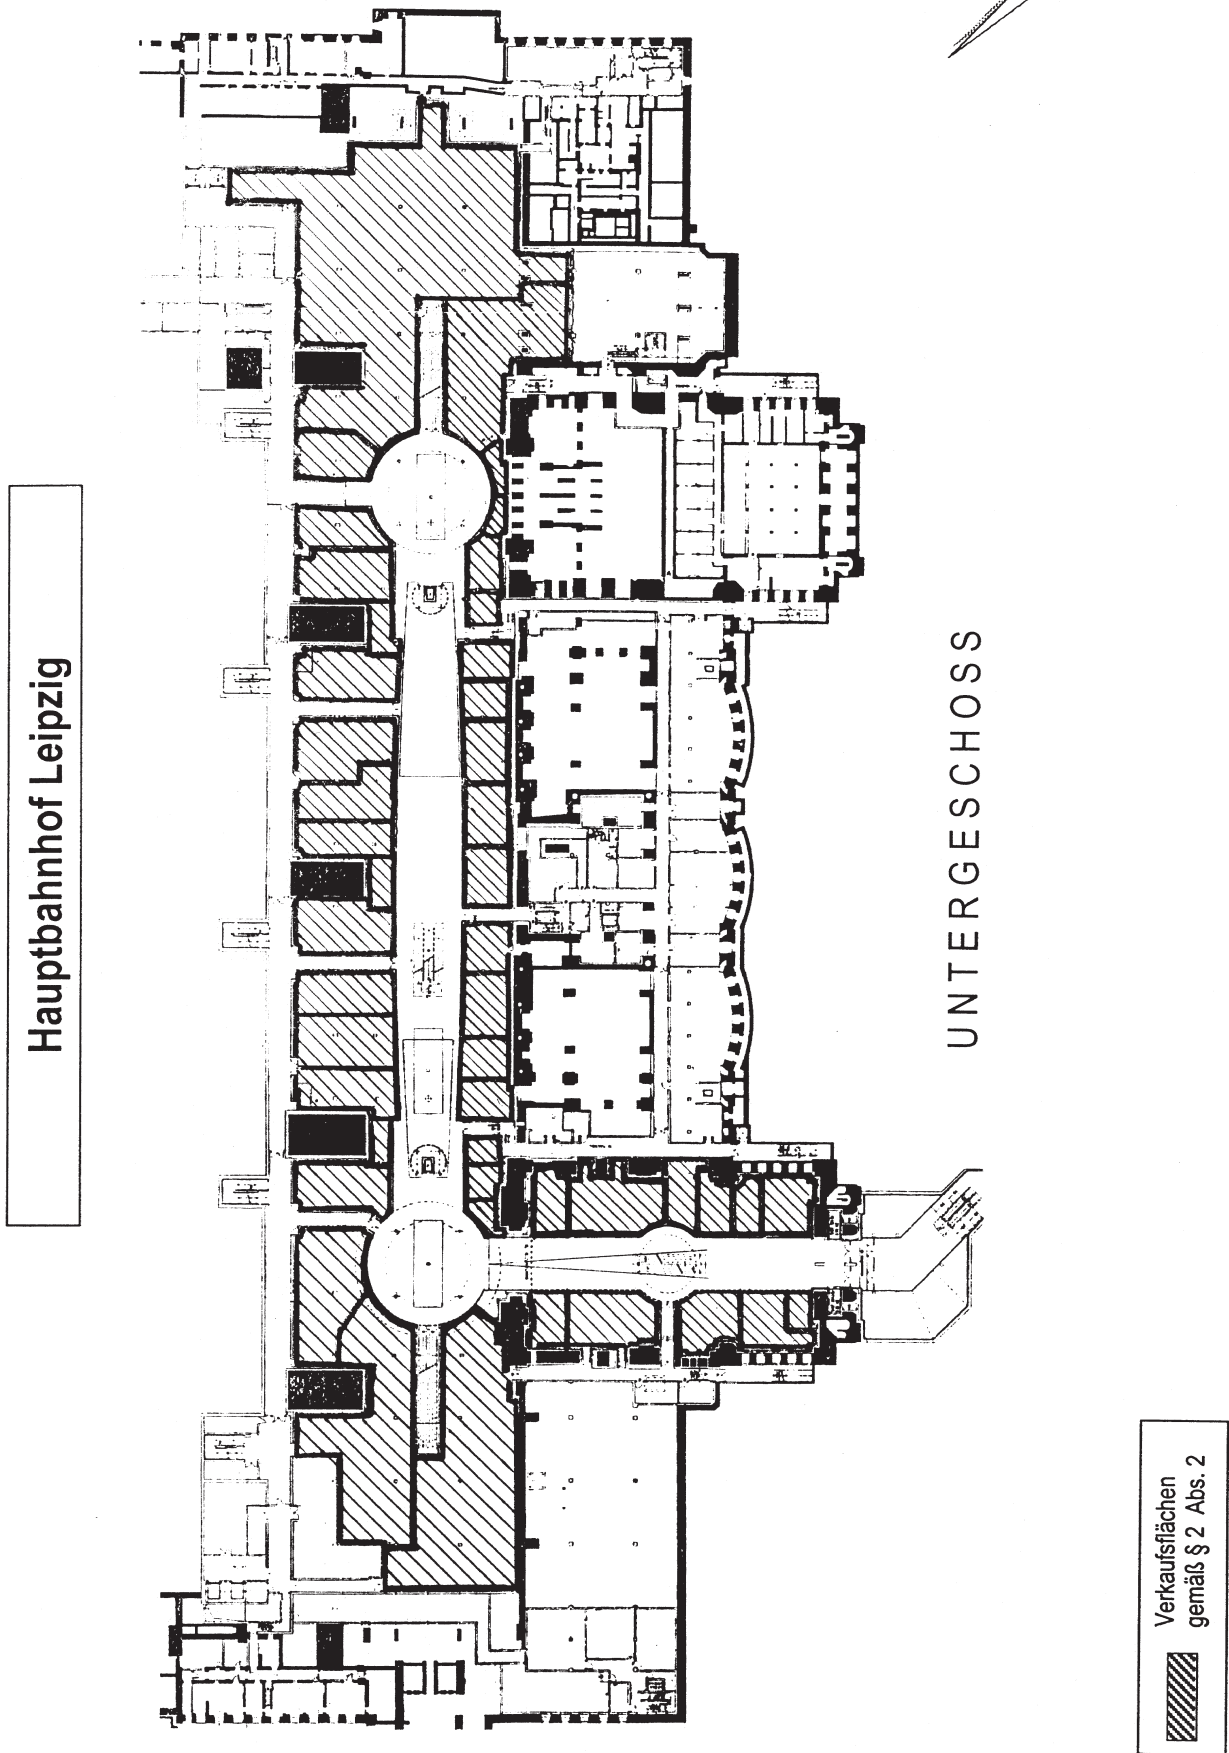 Hauptbahnhof Leipzig
UNTERGESCHOSS
Verkaufsflächen
gemäß § 2 Abs. 2